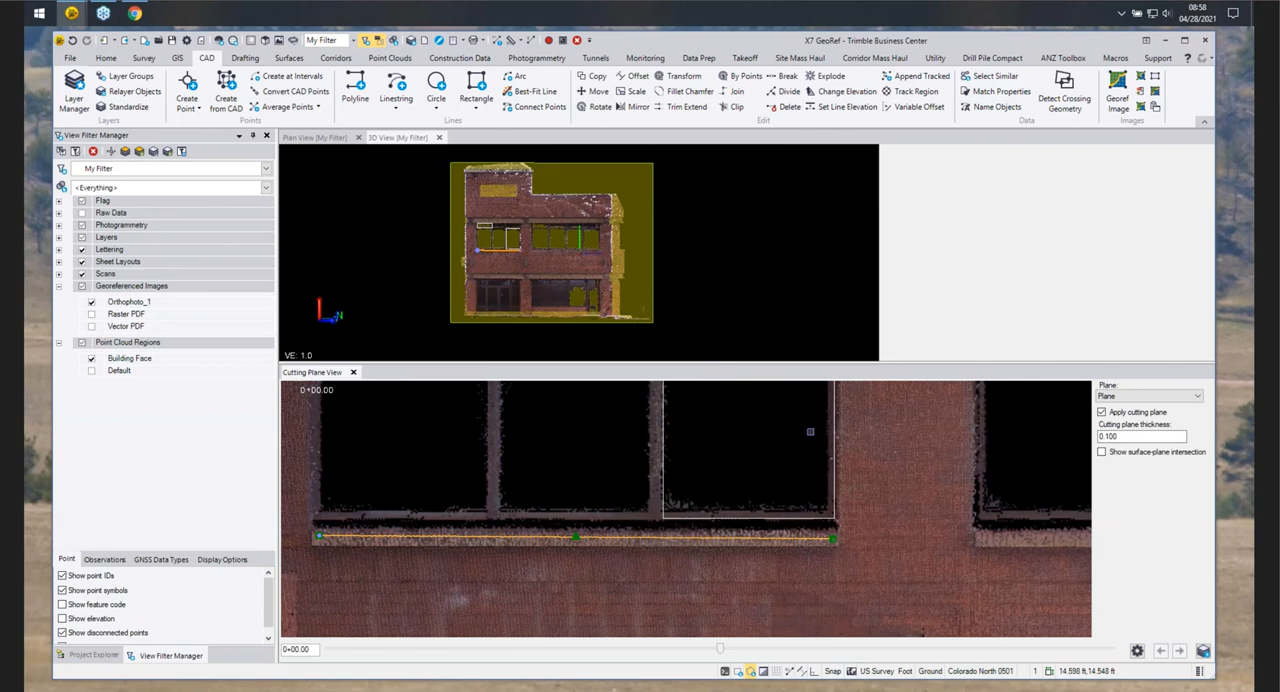 08:58
04/28/2021
My Filter
X7 GeoRef - Trimble Business Center
File Home Survey GIS CAD Drafting Surfaces Corridors Point Clouds Construction Data Photogrammetry Tunnels Monitoring Data Prep Takeoff Site Mass Haul Corridor Mass Haul Utility Drill Pile Compact ANZ Toolbox Macros Support
Layer Manager
Layer Groups
Relayer Objects
Standardize
Layers
Create Point
Create from CAD
Create at Intervals
Convert CAD Points
Average Points
Points
Polyline
Linestring
Circle
Rectangle
Arc
Best-Fit Line
Connect Points
Lines
Copy Offset Transform By Points Break Explode Append Tracked
Move Scale Fillet Chamfer Join Divide Change Elevation Track Region
Rotate Mirror Trim Extend Clip Delete Set Line Elevation Variable Offset
Edit
Select Similar
Match Properties
Name Objects
Detect Crossing Geometry
Data
Georef Image
Images
View Filter Manager
Plan View [My Filter]
3D View [My Filter]
My Filter
<Everything>
Flag
Raw Data
Photogrammetry
Layers
Lettering
Sheet Layouts
Scans
Georeferenced Images
Orthophoto_1
Raster PDF
Vector PDF
Point Cloud Regions
Building Face
Default
N
VE: 1.0
Cutting Plane View
0+00.00
Plane:
Plane
Apply cutting plane
Cutting plane thickness:
0.100
Show surface-plane intersection
Point Observations GNSS Data Types Display Options
Show point IDs
Show point symbols
Show feature code
Show elevation
Show disconnected points
0+00.00
Project Explorer
View Filter Manager
Snap
US Survey Foot
Ground
Colorado North 0501
1
14.598 ft,14.548 ft